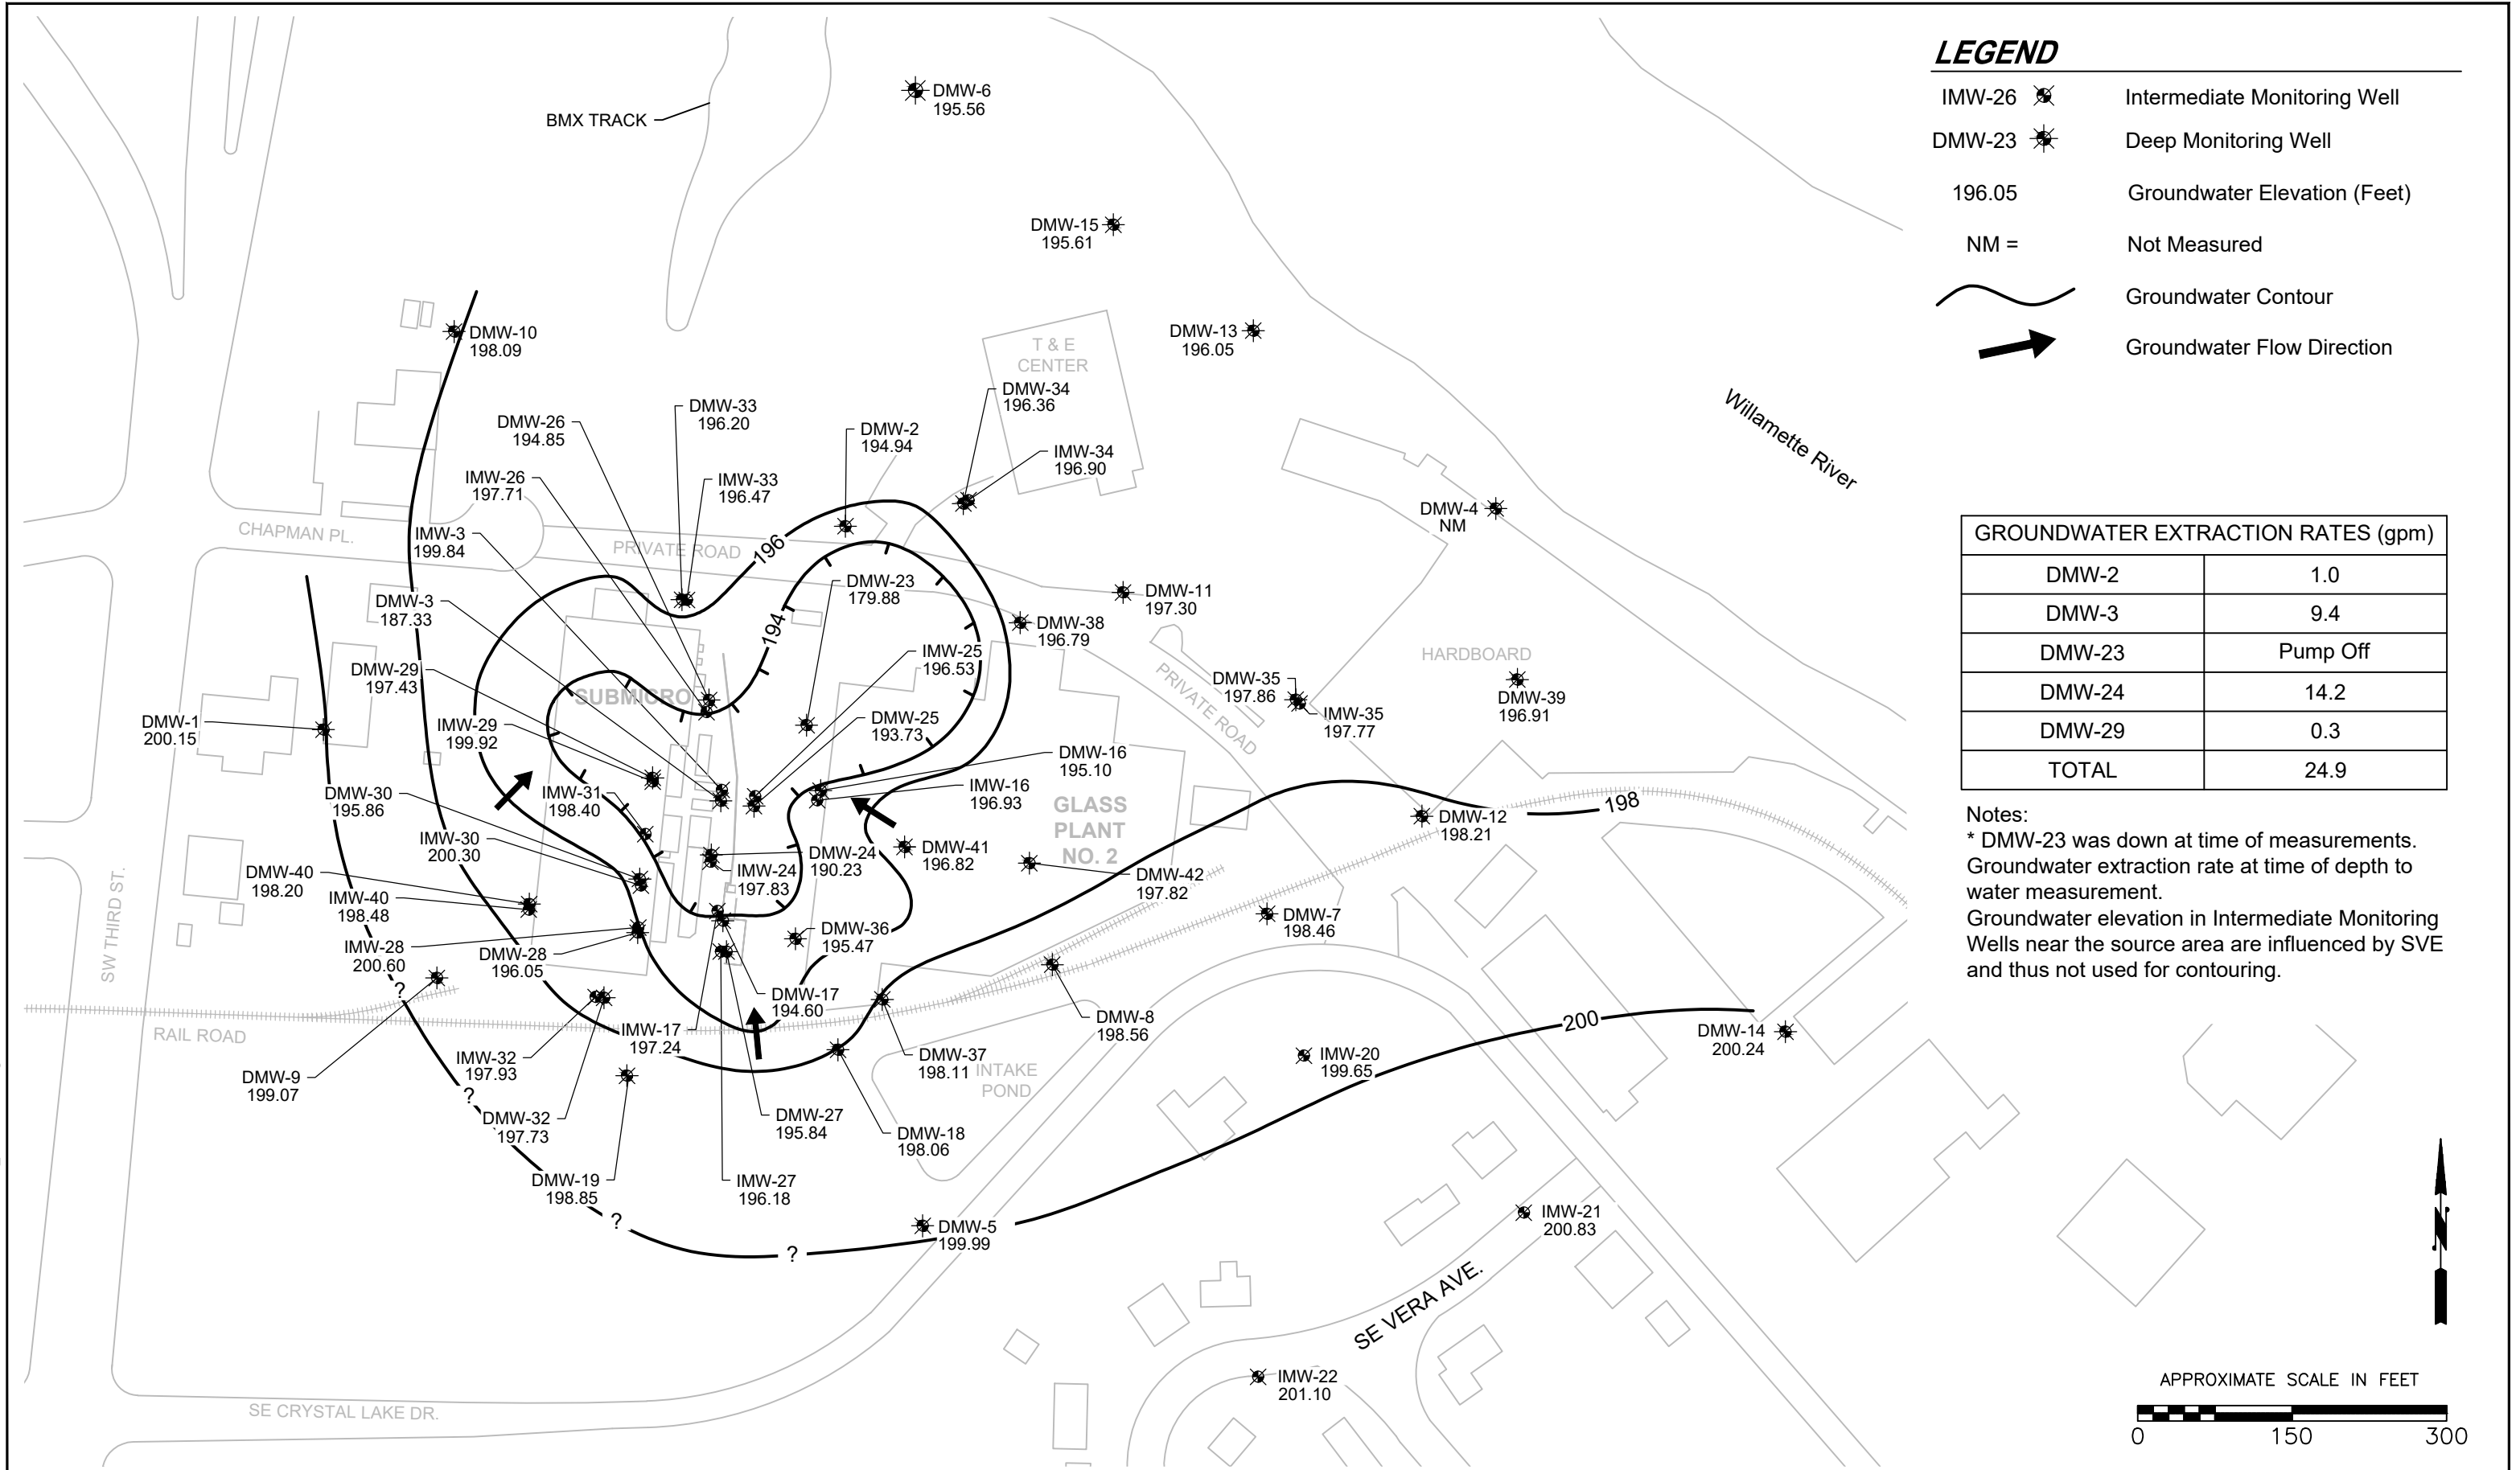 LEGEND
IMW-26 Intermediate Monitoring Well
DMW-23 Deep Monitoring Well
196.05 Groundwater Elevation (Feet)
NM = Not Measured
Groundwater Contour
Groundwater Flow Direction
GROUNDWATER EXTRACTION RATES (gpm)
DMW-2 1.0
DMW-3 9.4
DMW-23 Pump Off
DMW-24 14.2
DMW-29 0.3
TOTAL 24.9
Notes:
* DMW-23 was down at time of measurements.
Groundwater extraction rate at time of depth to
water measurement.
Groundwater elevation in Intermediate Monitoring
Wells near the source area are influenced by SVE
and thus not used for contouring.
APPROXIMATE SCALE IN FEET
0 150 300
N
BMX TRACK
DMW-6
195.56
DMW-15
195.61
DMW-10
198.09
DMW-13
196.05
T & E
CENTER
DMW-34
196.36
DMW-33
196.20
DMW-26
194.85
DMW-2
194.94
IMW-34
196.90
IMW-26
197.71
IMW-33
196.47
Willamette River
DMW-4
NM
CHAPMAN PL.
IMW-3
199.84
PRIVATE ROAD
196
DMW-23
179.88
DMW-11
197.30
DMW-3
187.33
194
DMW-38
196.79
IMW-25
196.53
HARDBOARD
DMW-29
197.43
SUBMICRO
PRIVATE ROAD
DMW-35
197.86
DMW-39
196.91
DMW-1
200.15
IMW-29
199.92
DMW-25
193.73
IMW-35
197.77
DMW-16
195.10
DMW-30
195.86
IMW-31
198.40
IMW-16
196.93
GLASS
PLANT
NO. 2
198
DMW-12
198.21
IMW-30
200.30
DMW-24
190.23
DMW-41
196.82
DMW-40
198.20
IMW-24
197.83
DMW-42
197.82
IMW-40
198.48
SW THIRD ST.
DMW-7
198.46
DMW-36
195.47
IMW-28
200.60
DMW-28
196.05
?
DMW-17
194.60
RAIL ROAD
IMW-17
197.24
DMW-8
198.56
200
DMW-14
200.24
IMW-32
197.93
DMW-37
198.11
INTAKE
POND
IMW-20
199.65
DMW-9
199.07
?
DMW-32
197.73
DMW-27
195.84
DMW-18
198.06
DMW-19
198.85
IMW-27
196.18
?
?
DMW-5
199.99
IMW-21
200.83
SE VERA AVE.
IMW-22
201.10
SE CRYSTAL LAKE DR.